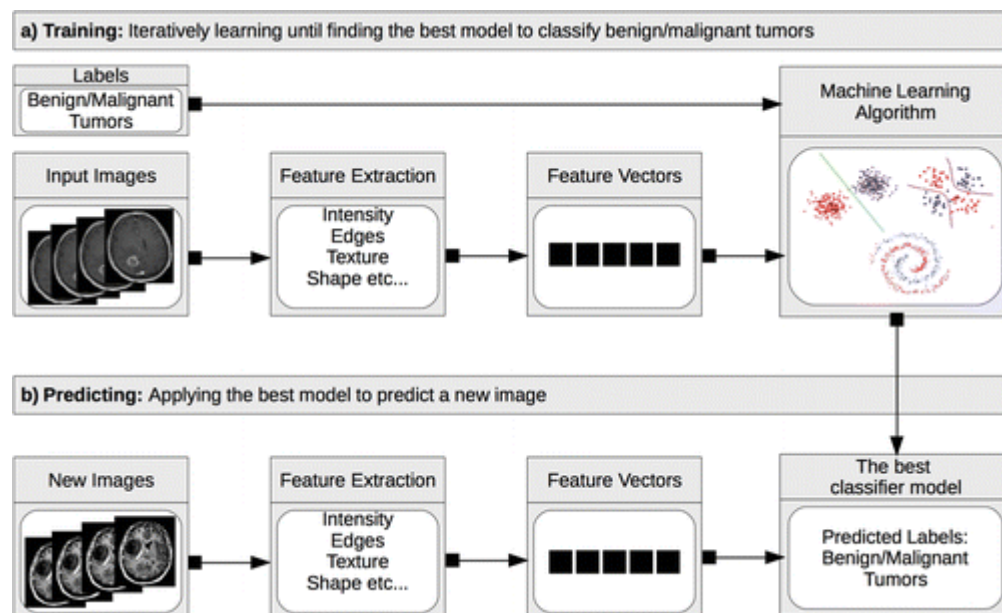 a) Training: Iteratively learning until finding the best model to classify benign/malignant tumors
Labels
Benign/Malignant
Tumors
Machine Learning
Algorithm
Input Images
Feature Extraction
Feature Vectors
Intensity
Edges
Texture
Shape etc...
b) Predicting: Applying the best model to predict a new image
New Images
Feature Extraction
Feature Vectors
The best
classifier model
Intensity
Edges
Texture
Shape etc...
Predicted Labels:
Benign/Malignant
Tumors